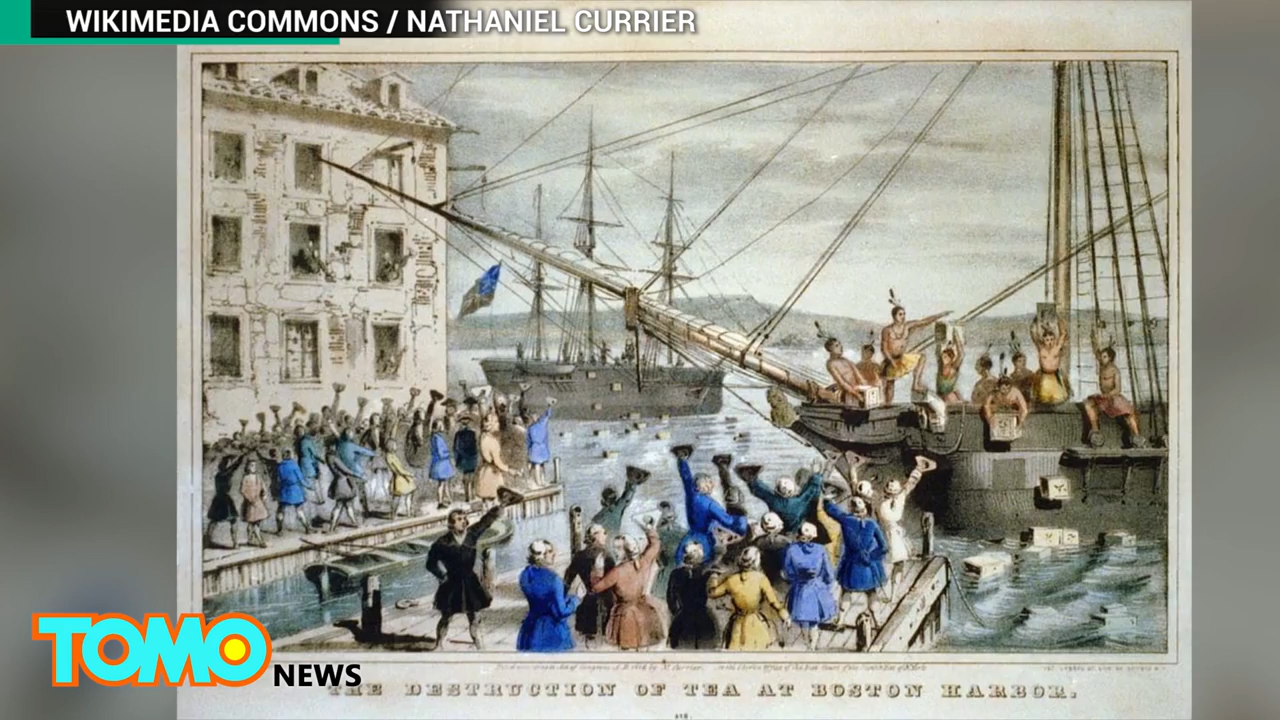 WIKIMEDIA COMMONS / NATHANIEL CURRIER
TOMO NEWS
THE DESTRUCTION OF TEA AT BOSTON HARBOR.